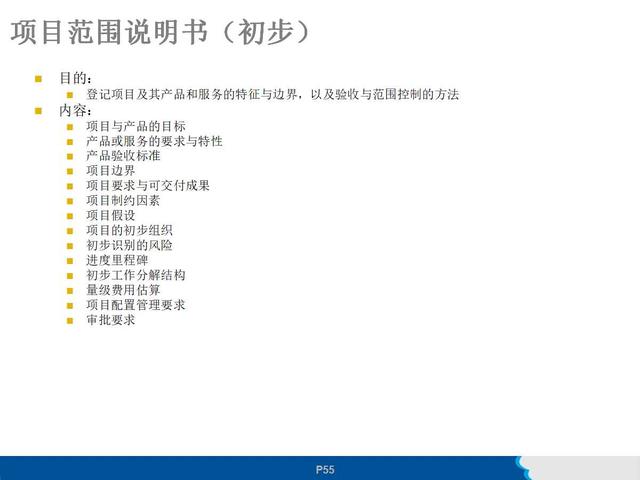 项目范围说明书（初步）
目的：
登记项目及其产品和服务的特征与边界，以及验收与范围控制的方法
内容：
项目与产品的目标
产品或服务的要求与特性
产品验收标准
项目边界
项目要求与可交付成果
项目制约因素
项目假设
项目的初步组织
初步识别的风险
进度里程碑
初步工作分解结构
量级费用估算
项目配置管理要求
审批要求
P55